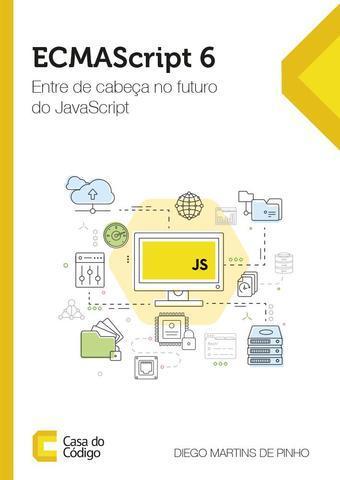 ECMAScript 6
Entre de cabeça no futuro
do JavaScript
JS
Casa do
Código
DIEGO MARTINS DE PINHO